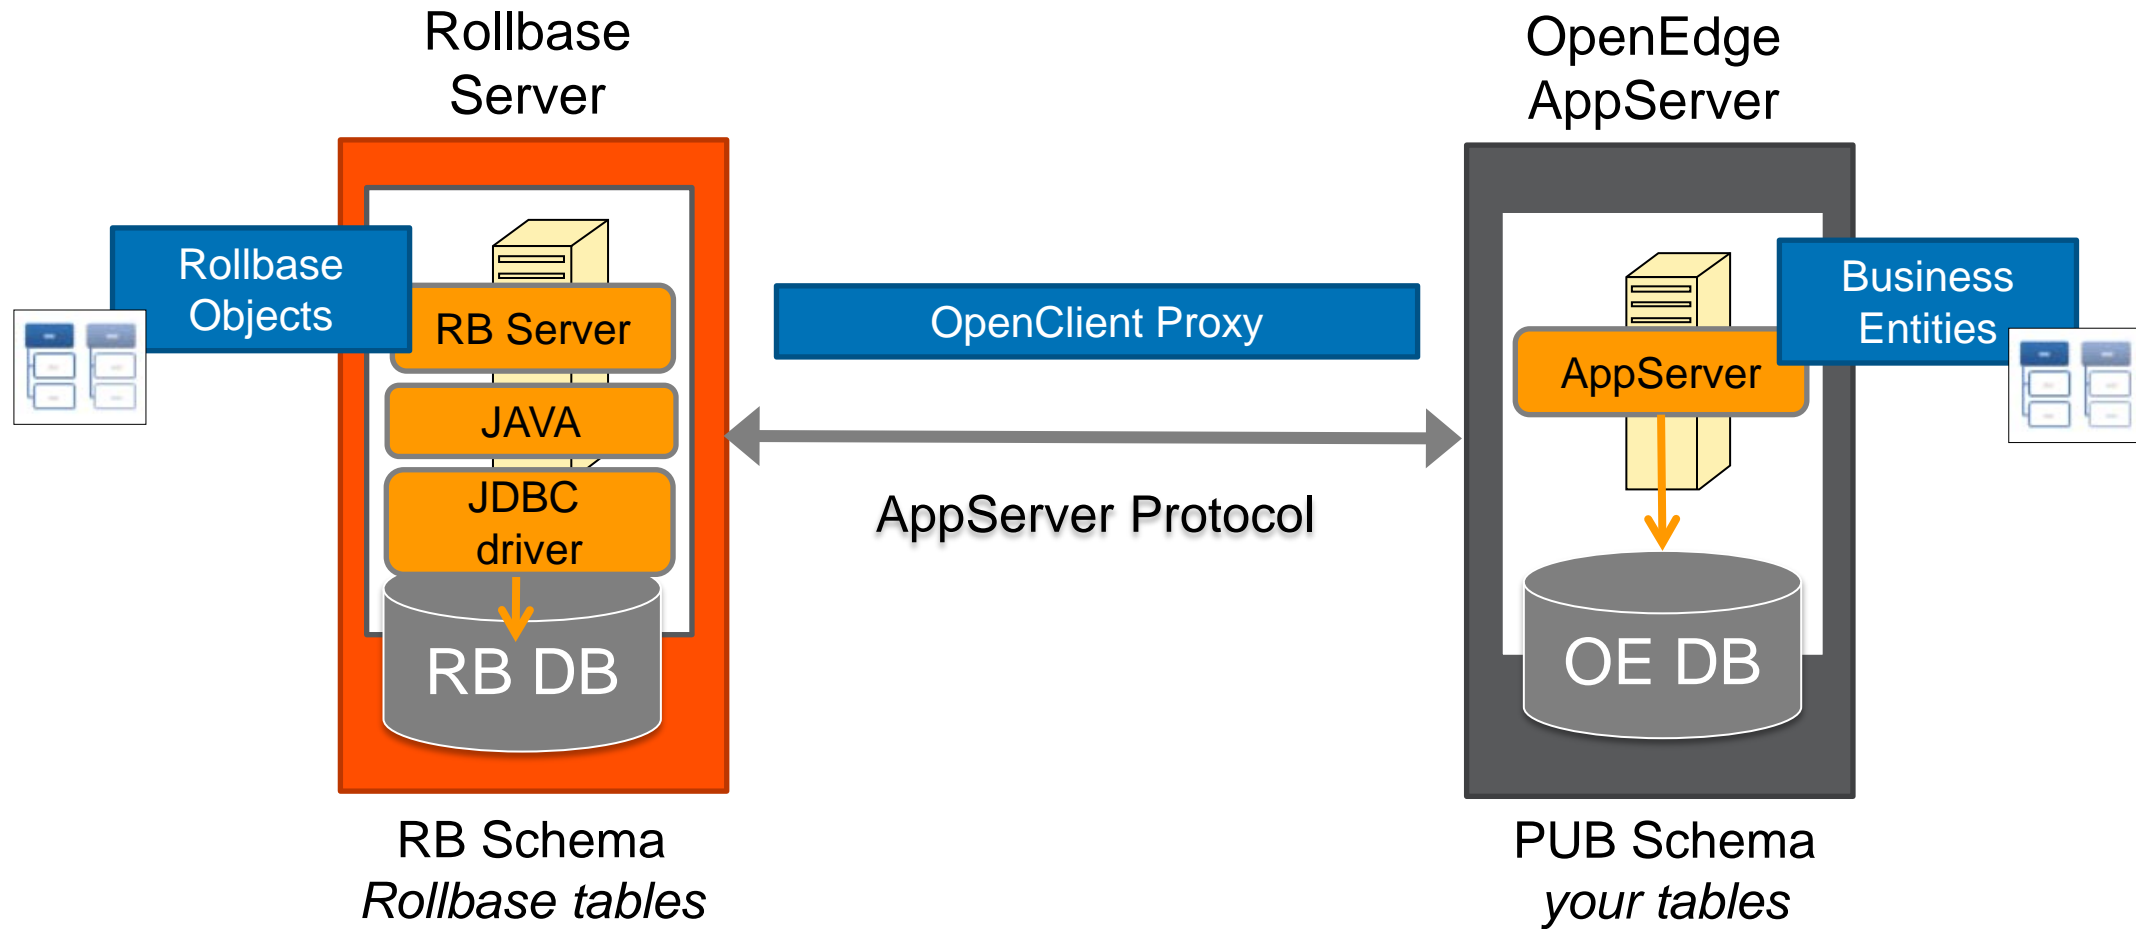 Rollbase
Server
OpenEdge
AppServer
Rollbase
Objects
RB Server
JAVA
JDBC
driver
RB DB
OpenClient Proxy
AppServer Protocol
Business
Entities
AppServer
OE DB
RB Schema
Rollbase tables
PUB Schema
your tables